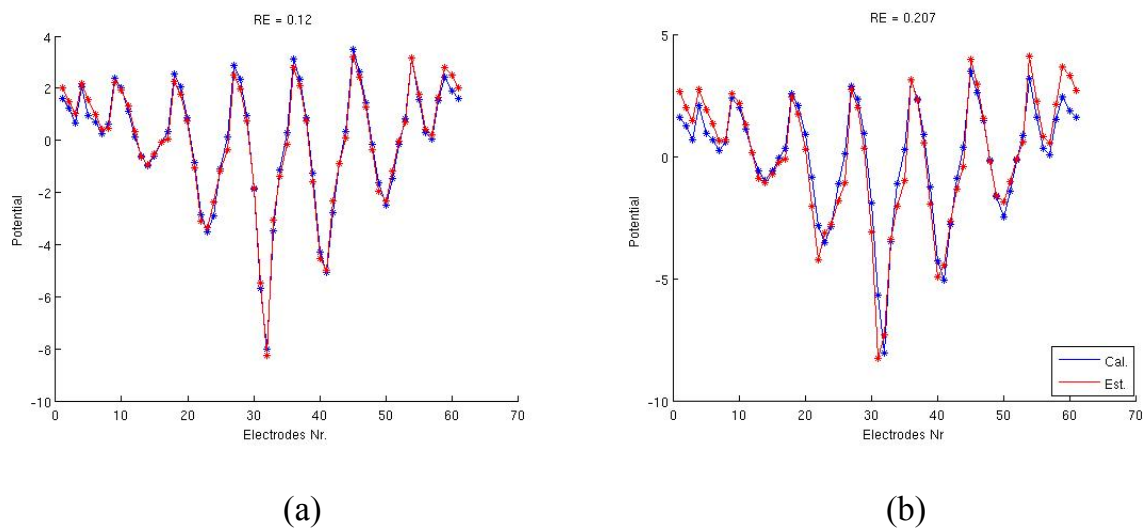 RE = 0.12
4
2
0
-2
-4
-6
-8
-10
Potential
0 10 20 30 40 50 60 70
Electrodes Nr.
(a)
RE = 0.207
5
0
-5
-10
Potential
Cal.
Est.
0 10 20 30 40 50 60 70
Electrodes Nr
(b)